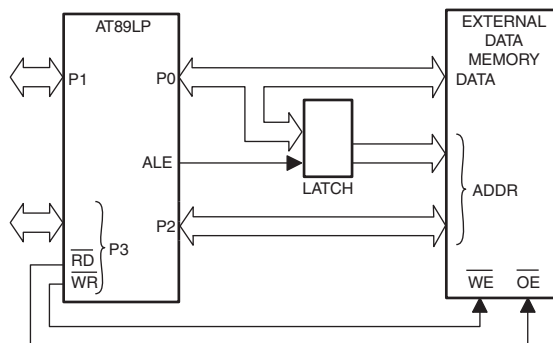 AT89LP
P1
P0
ALE
P2
P3
RD
WR
LATCH
EXTERNAL
DATA
MEMORY
DATA
ADDR
WE
OE